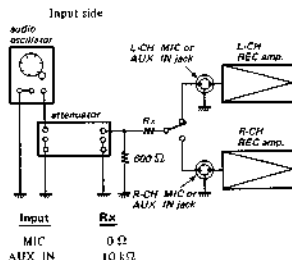 Input side
audio
oscillator
L-CH MIC or
AUX IN jack
L-CH
REC amp.
attenuator
Rx
600 Ω
R-CH
REC amp.
R-CH MIC or
AUX IN jack
Input Rx
MIC 0 Ω
AUX IN 10 kΩ